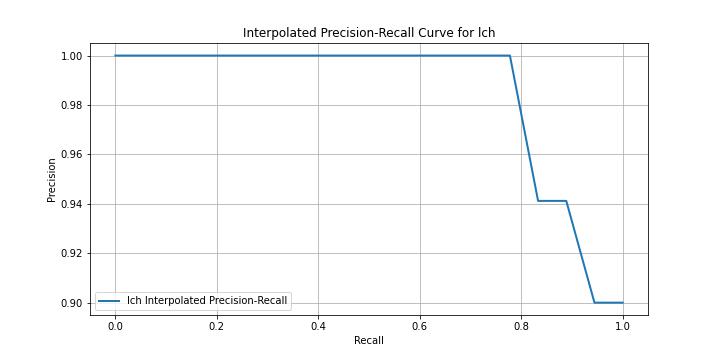 Interpolated Precision-Recall Curve for lch
1.00
0.98
0.96
0.94
0.92
0.90
Precision
lch Interpolated Precision-Recall
0.0 0.2 0.4 0.6 0.8 1.0
Recall